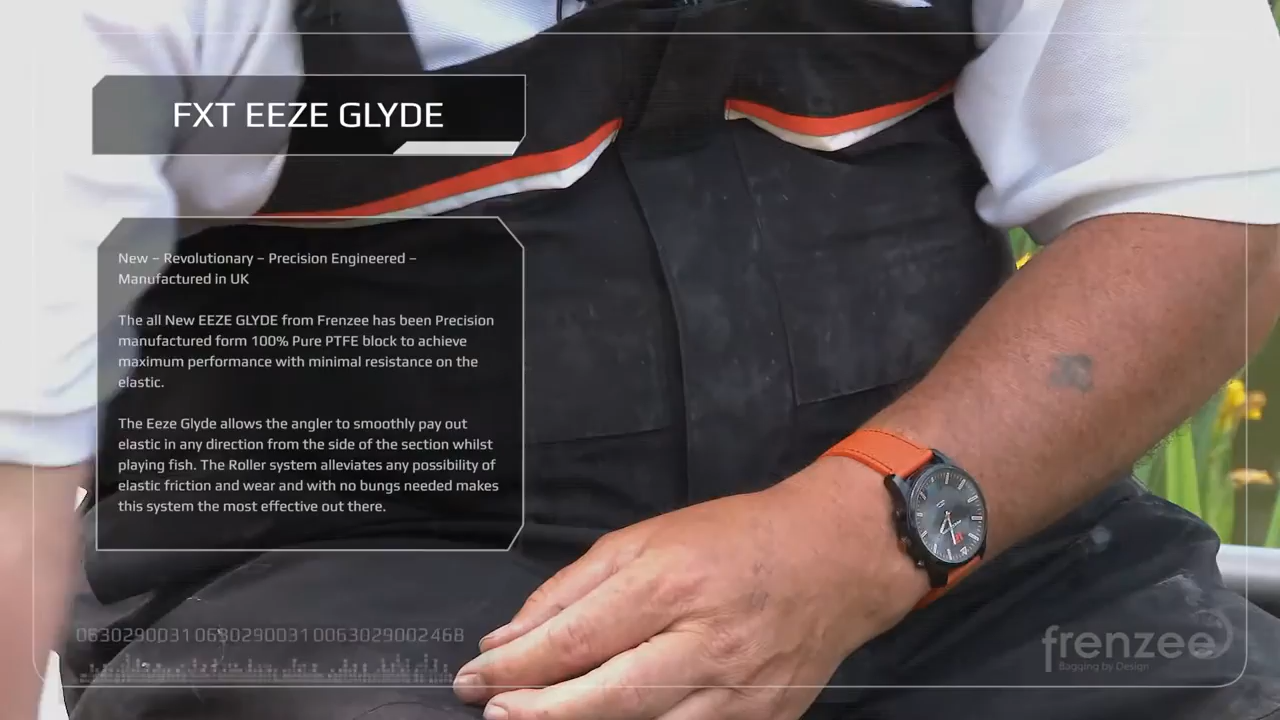 FXT EEZE GLYDE
New – Revolutionary – Precision Engineered –
Manufactured in UK
The all New EEZE GLYDE from Frenzee has been Precision
manufactured form 100% Pure PTFE block to achieve
maximum performance with minimal resistance on the
elastic.
The Eeze Glyde allows the angler to smoothly pay out
elastic in any direction from the side of the section whilst
playing fish. The Roller system alleviates any possibility of
elastic friction and wear and with no bungs needed makes
this system the most effective out there.
0630290031 0630290031 0063029002468
frenzee
Bagging by Design